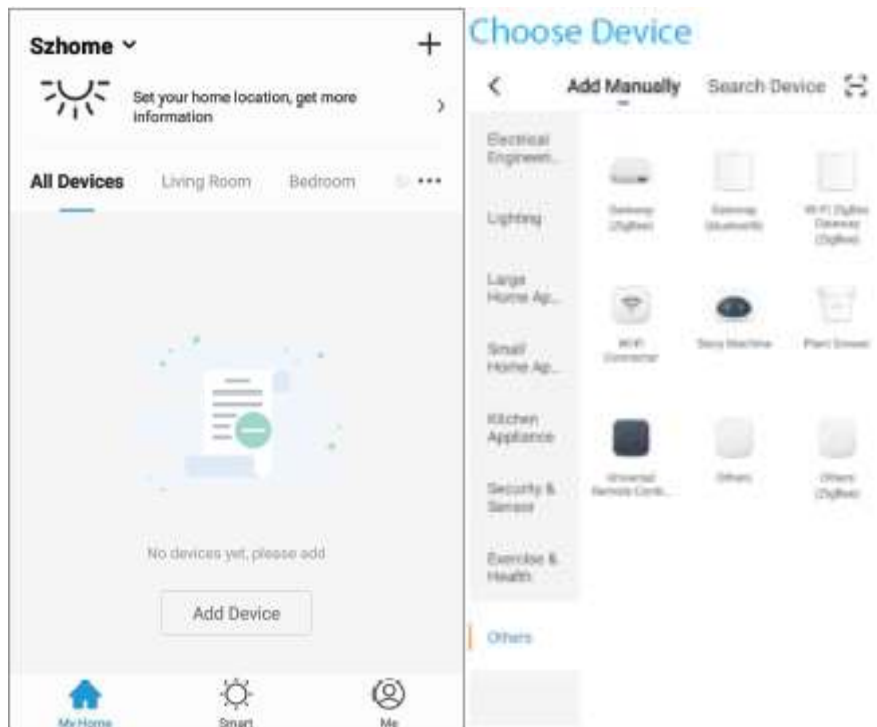 Szhome
Set your home location, get more
information
All Devices Living Room Bedroom
No devices yet, please add
Add Device
My Home Smart Me
Choose Device
Add Manually Search Device
Electrical
Engineeri...
Lighting
Large
Home Ap...
Small
Home Ap...
Kitchen
Appliance
Security &
Sensor
Exercise &
Health
Others
Gateway
(ZigBee)
Gateway
(Bluetooth)
Wi-Fi ZigBee
Gateway
(ZigBee)
Wi-Fi
Connector
Story Machine
Universal
Remote Contr...
Others
Others
(ZigBee)